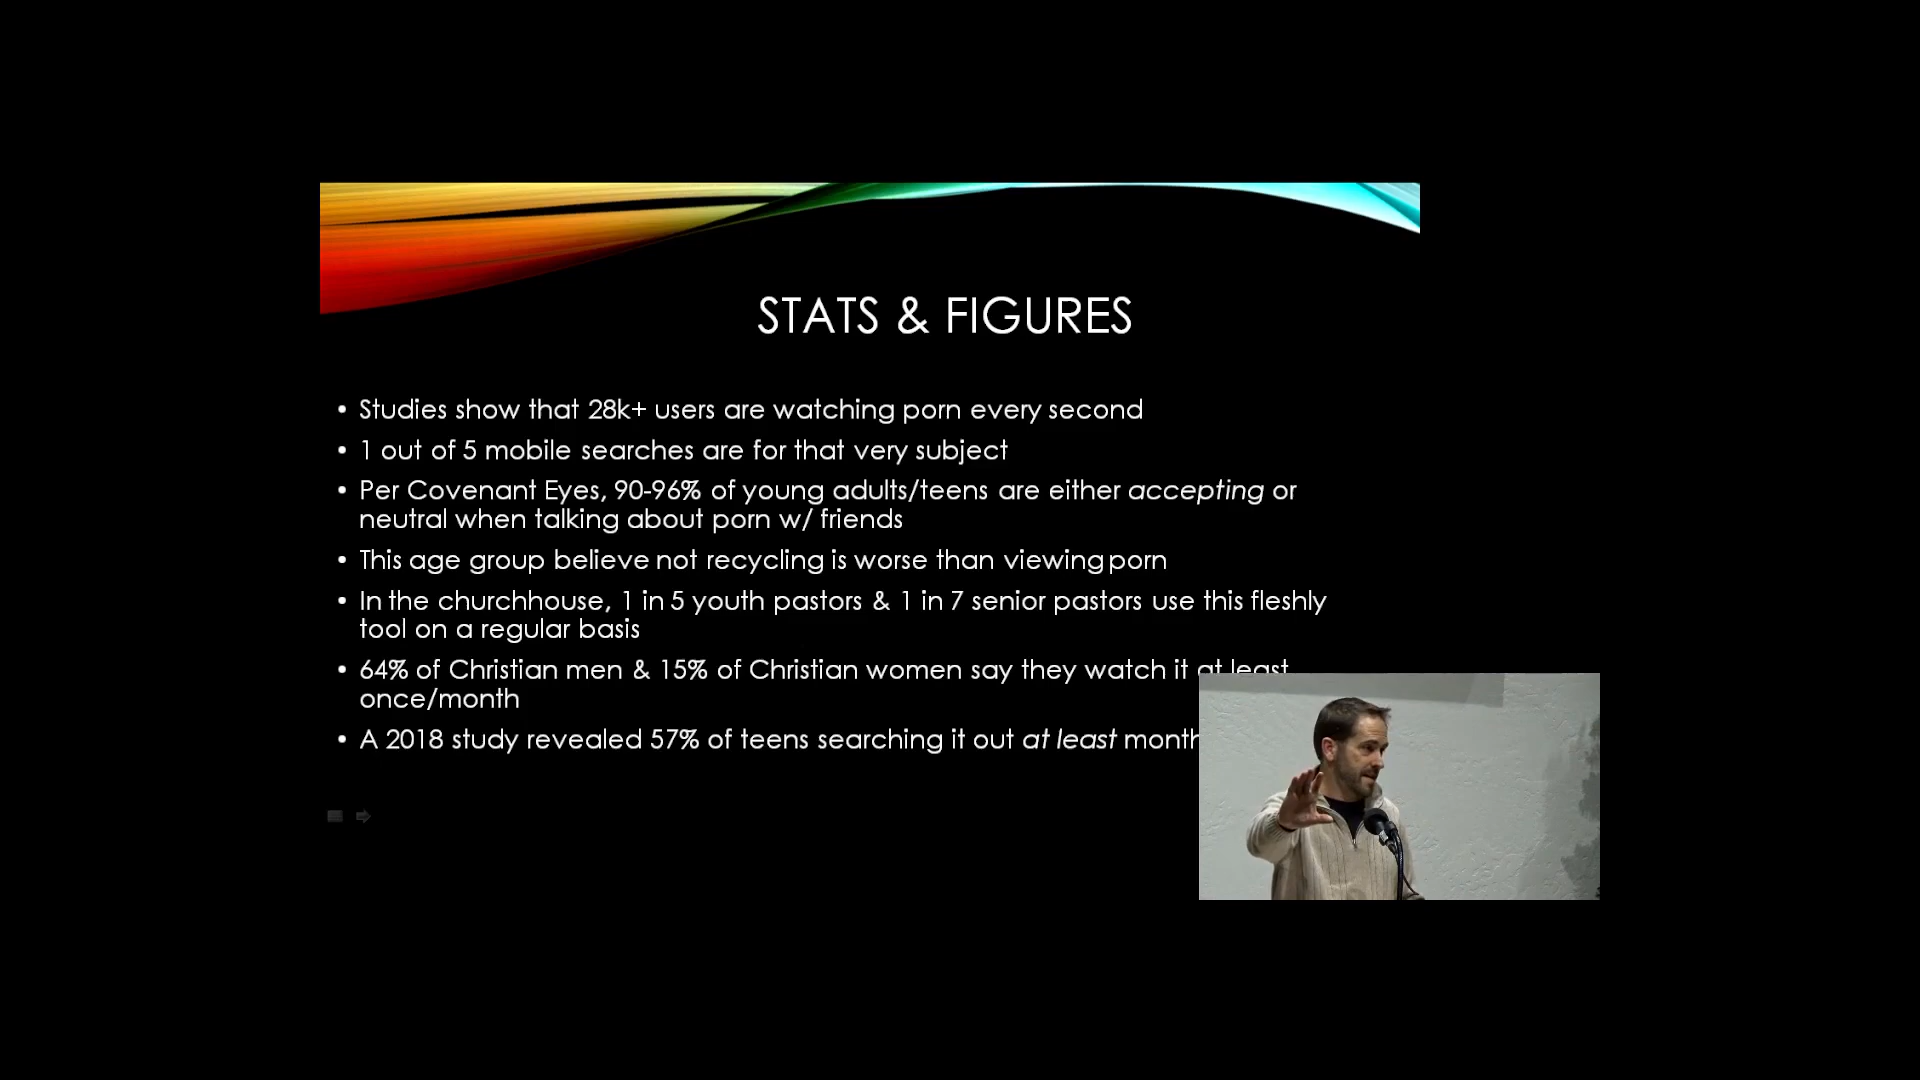 STATS & FIGURES
• Studies show that 28k+ users are watching porn every second
• 1 out of 5 mobile searches are for that very subject
• Per Covenant Eyes, 90-96% of young adults/teens are either accepting or
neutral when talking about porn w/ friends
• This age group believe not recycling is worse than viewing porn
• In the churchhouse, 1 in 5 youth pastors & 1 in 7 senior pastors use this fleshly
tool on a regular basis
• 64% of Christian men & 15% of Christian women say they watch it at least
once/month
• A 2018 study revealed 57% of teens searching it out at least